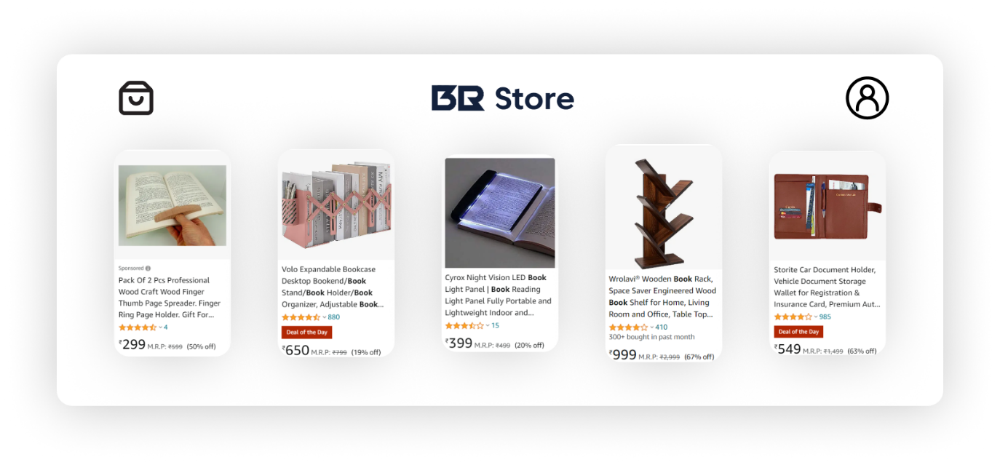 BR Store
Sponsored
Pack Of 2 Pcs Professional
Wood Craft Wood Finger
Thumb Page Spreader. Finger
Ring Page Holder. Gift For...
4
₹299 M.R.P: ₹599 (50% off)
Volo Expandable Bookcase
Desktop Bookend/Book
Stand/Book Holder/Book
Organizer, Adjustable Book...
880
Deal of the Day
₹650 M.R.P: ₹799 (19% off)
Cyrox Night Vision LED Book
Light Panel | Book Reading
Light Panel Fully Portable and
Lightweight Indoor and...
15
₹399 M.R.P: ₹499 (20% off)
Wrolavi® Wooden Book Rack,
Space Saver Engineered Wood
Book Shelf for Home, Living
Room and Office, Table Top...
410
300+ bought in past month
₹999 M.R.P: ₹2,999 (67% off)
Storite Car Document Holder,
Vehicle Document Storage
Wallet for Registration &
Insurance Card, Premium Aut...
985
Deal of the Day
₹549 M.R.P: ₹1,499 (63% off)